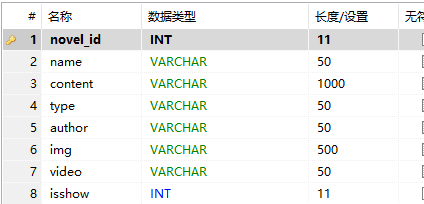 # 名称 数据类型 长度/设置 无符
1 novel_id INT 11
2 name VARCHAR 50
3 content VARCHAR 1000
4 type VARCHAR 50
5 author VARCHAR 50
6 img VARCHAR 500
7 video VARCHAR 50
8 isshow INT 11